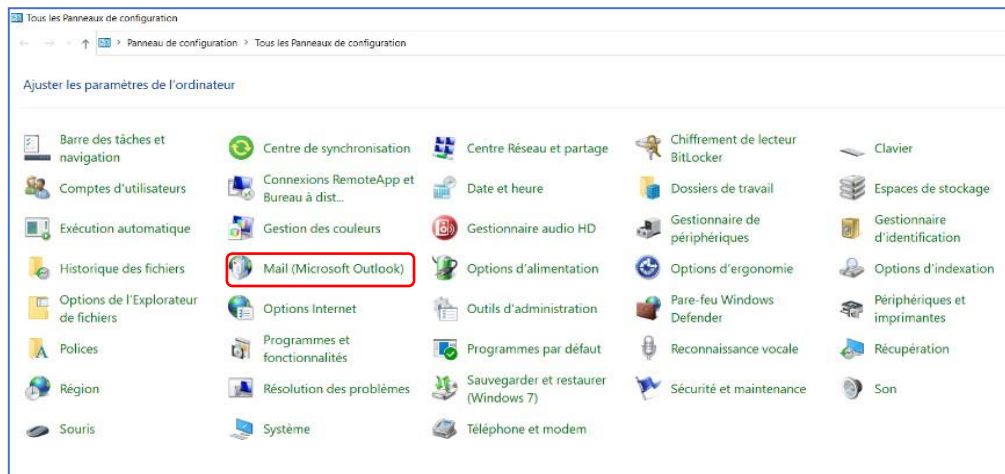 Tous les Panneaux de configuration
Panneau de configuration > Tous les Panneaux de configuration
Ajuster les paramètres de l'ordinateur
Barre des tâches et
navigation
Centre de synchronisation
Centre Réseau et partage
Chiffrement de lecteur
BitLocker
Clavier
Comptes d'utilisateurs
Connexions RemoteApp et
Bureau à dist...
Date et heure
Dossiers de travail
Espaces de stockage
Exécution automatique
Gestion des couleurs
Gestionnaire audio HD
Gestionnaire de
périphériques
Gestionnaire
d'identification
Historique des fichiers
Mail (Microsoft Outlook)
Options d'alimentation
Options d'ergonomie
Options d'indexation
Options de l'Explorateur
de fichiers
Options Internet
Outils d'administration
Pare-feu Windows
Defender
Périphériques et
imprimantes
Polices
Programmes et
fonctionnalités
Programmes par défaut
Reconnaissance vocale
Récupération
Région
Résolution des problèmes
Sauvegarder et restaurer
(Windows 7)
Sécurité et maintenance
Son
Souris
Système
Téléphone et modem